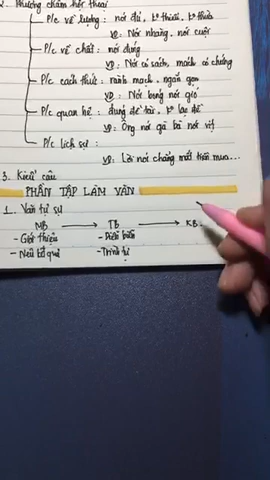 2. Phương châm hội thoại
P/c về lượng: nói đủ, ko thiếu, ko thừa
VD: Nói nhăng, nói cuội
P/c về chất: nói đúng
VD: Nói có sách, mách có chứng
P/c cách thức: rành mạch, ngắn gọn
VD: Nói bóng nói gió
P/c quan hệ: đúng đề tài, ko lạc đề
VD: Ông nói gà bà nói vịt
P/c lịch sự:
VD: Lời nói chẳng mất tiền mua...
3. Kiểu câu
PHẦN TẬP LÀM VĂN
1. Văn tự sự
MB → TB → KB
- Giới thiệu - Diễn biến
- Nêu kết quả - Trình tự